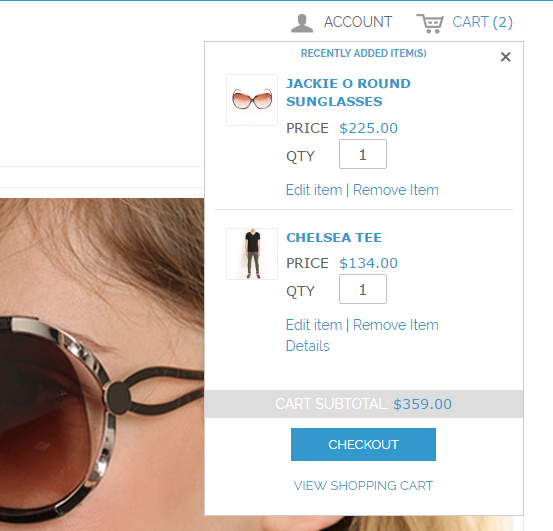 ACCOUNT CART (2)
RECENTLY ADDED ITEM(S) ×
JACKIE O ROUND
SUNGLASSES
PRICE $225.00
QTY 1
Edit item | Remove Item
CHELSEA TEE
PRICE $134.00
QTY 1
Edit item | Remove Item
Details
CART SUBTOTAL: $359.00
CHECKOUT
VIEW SHOPPING CART